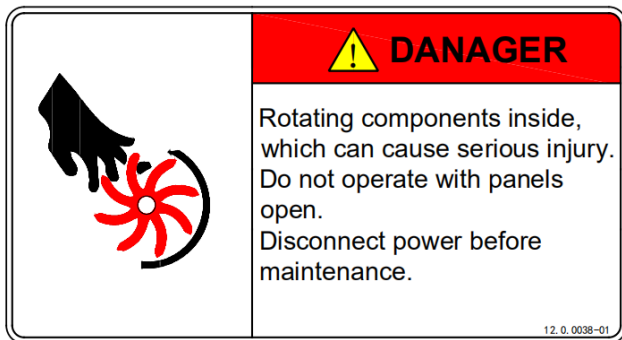 DANAGER
Rotating components inside,
which can cause serious injury.
Do not operate with panels
open.
Disconnect power before
maintenance.
12.0.0038-01